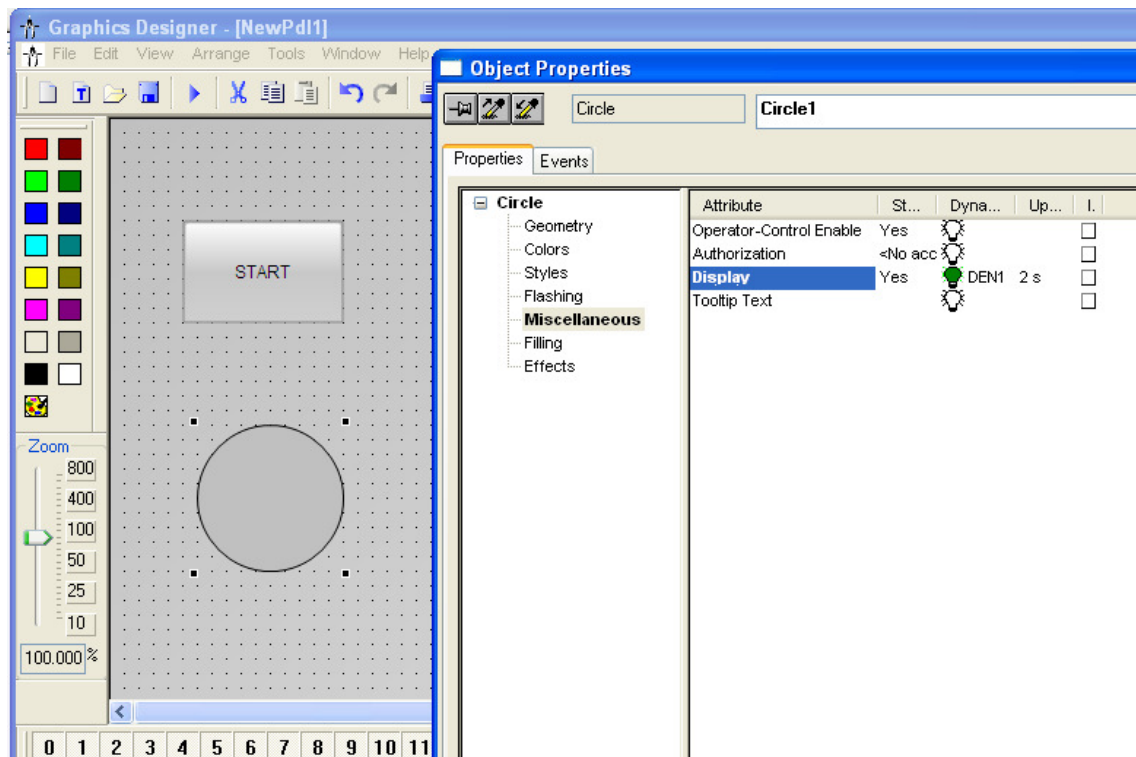 Graphics Designer - [NewPdl1]
File Edit View Arrange Tools Window Help
Object Properties
Circle Circle1
Properties Events
Circle
Geometry
Colors
Styles
Flashing
Miscellaneous
Filling
Effects
Attribute St... Dyna... Up... I.
Operator-Control Enable Yes
Authorization <No acc
Display Yes DEN1 2 s
Tooltip Text
START
Zoom
800
400
100
50
25
10
100.000 %
0 1 2 3 4 5 6 7 8 9 10 11